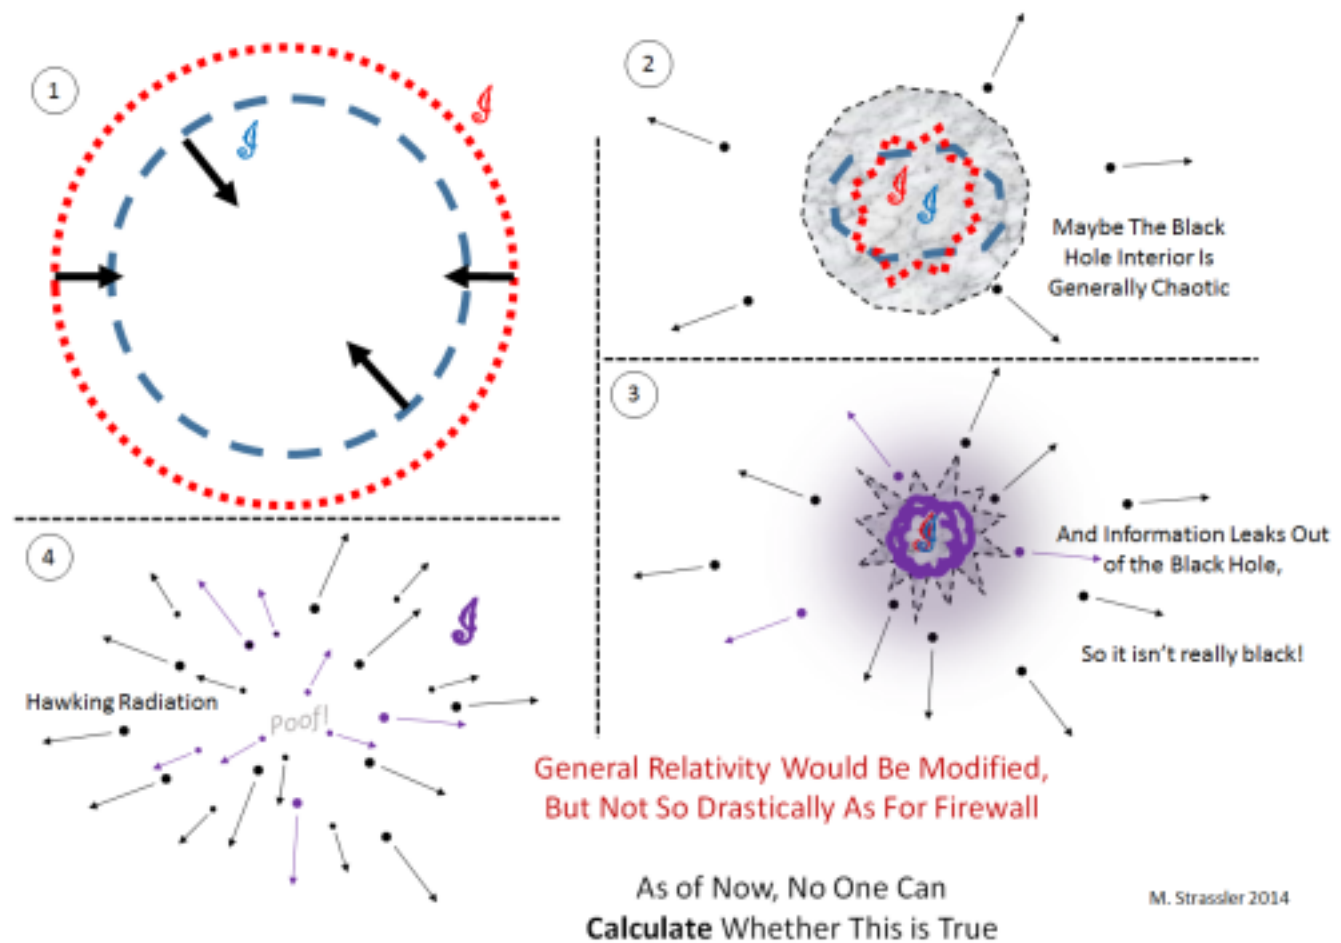 1
ℐ
ℐ
2
ℐ
ℐ
Maybe The Black
Hole Interior Is
Generally Chaotic
3
ℐ
And Information Leaks Out
of the Black Hole,
So it isn't really black!
4
ℐ
Hawking Radiation
Poof!
General Relativity Would Be Modified,
But Not So Drastically As For Firewall
As of Now, No One Can
Calculate Whether This is True
M. Strassler 2014